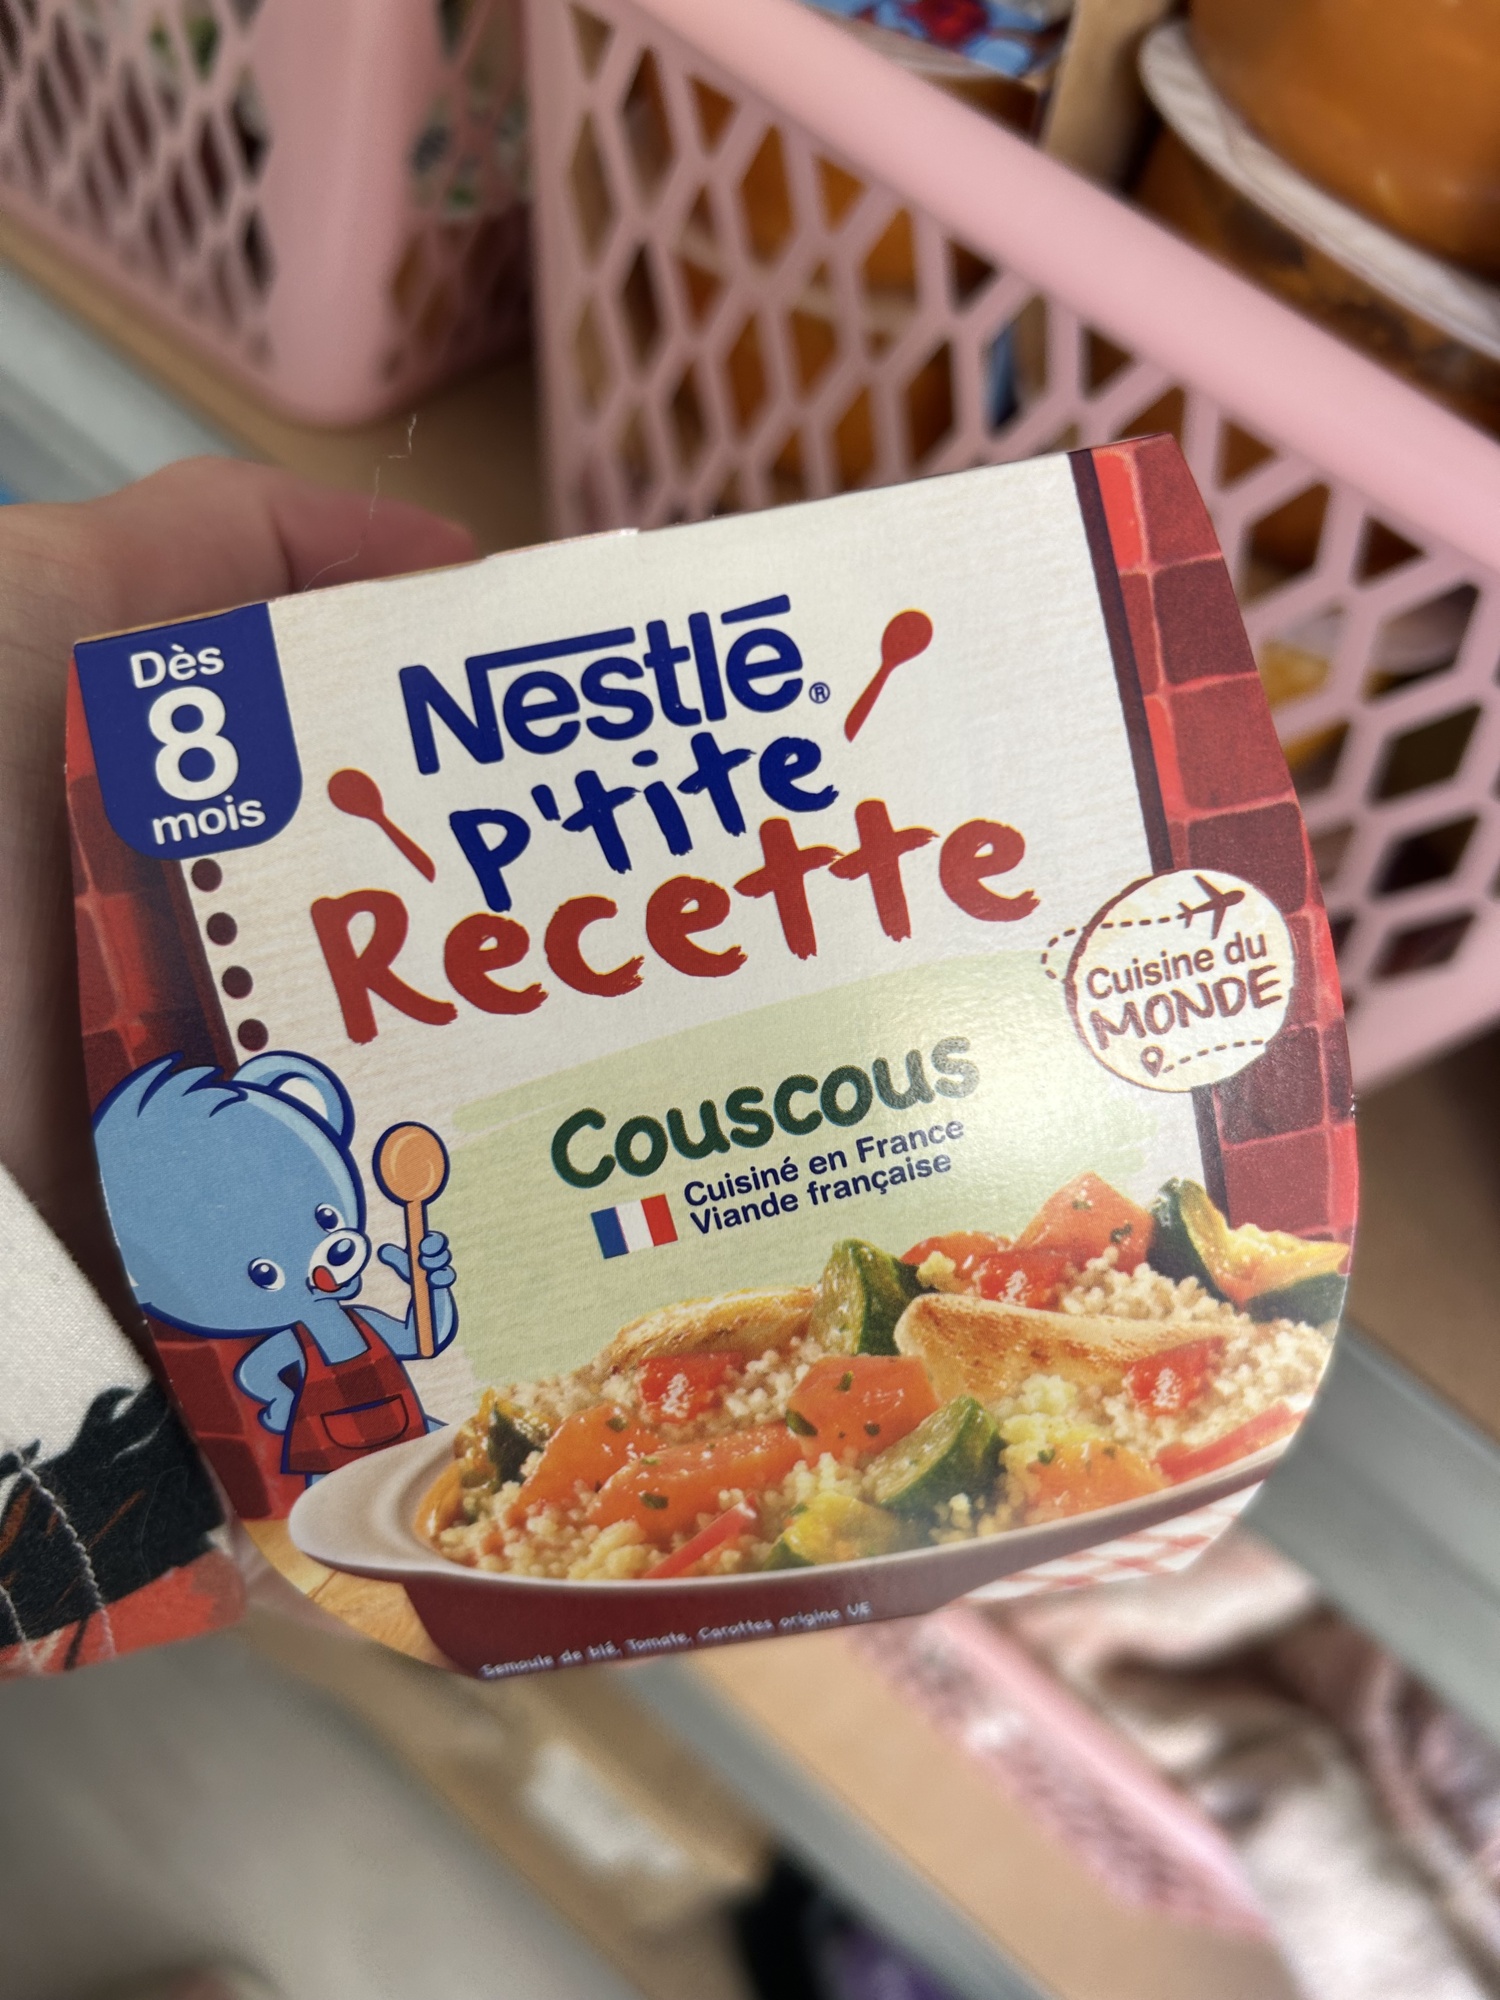 Dès
8
mois
Nestlé®
P'tite
Recette
Cuisine du
MONDE
Couscous
Cuisiné en France
Viande française
Semoule de blé, Tomate, Carottes origine UE